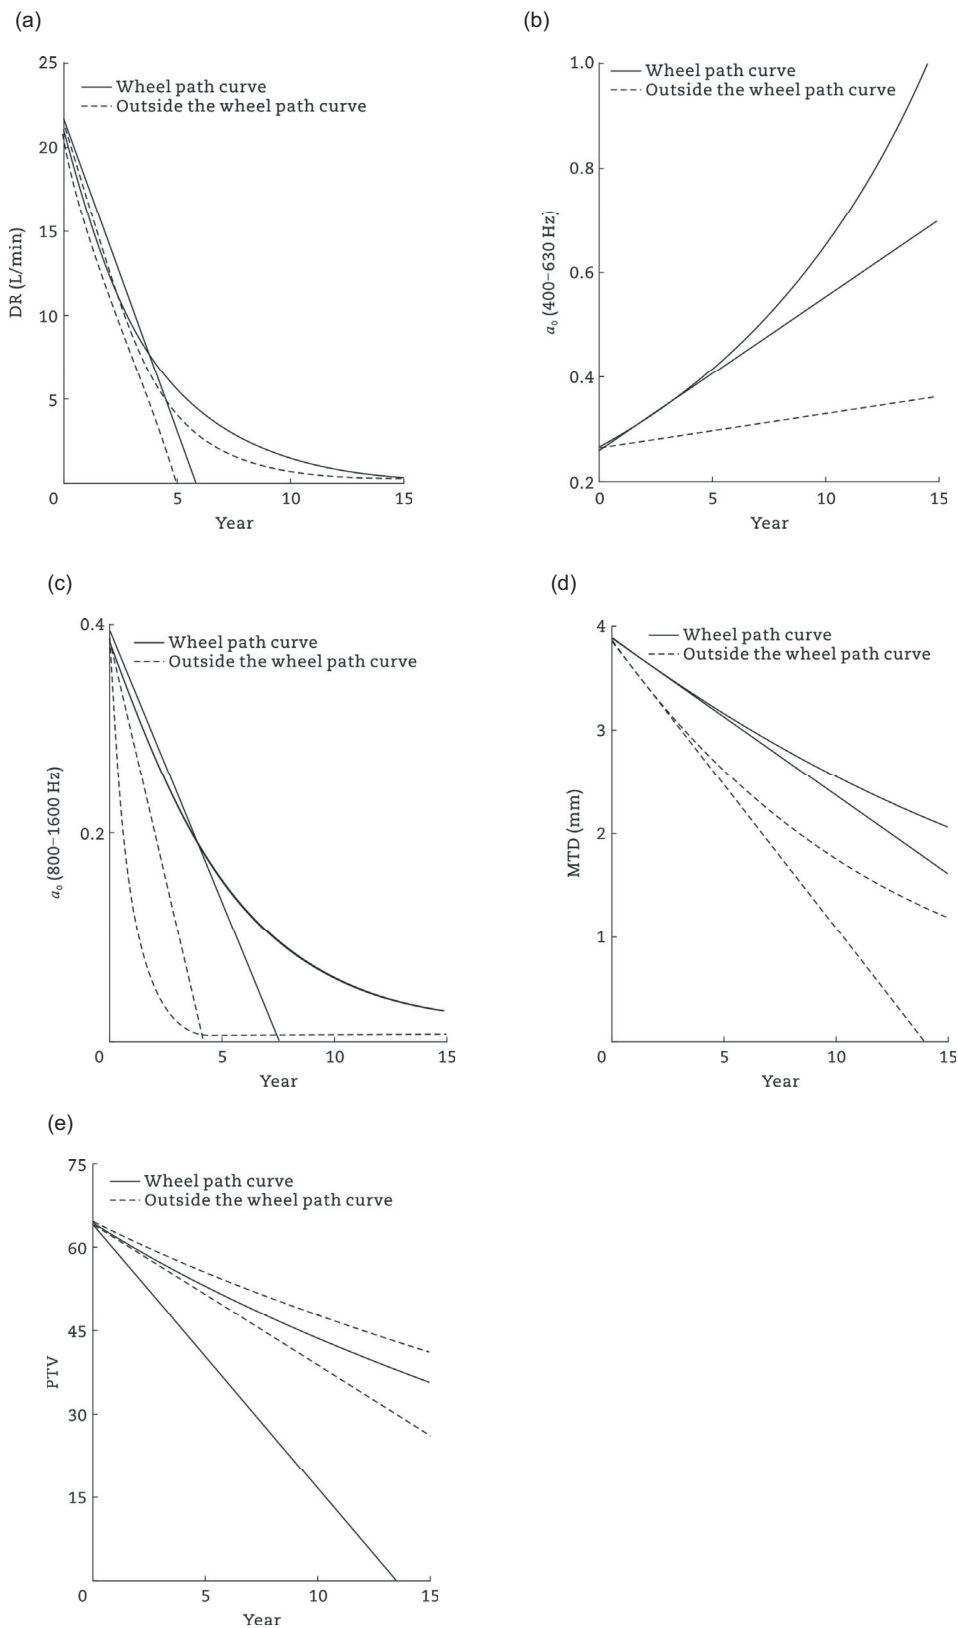 (a)
25
Wheel path curve
Outside the wheel path curve
20
15
DR (L/min)
10
5
0 5 10 15
Year
(b)
1.0
Wheel path curve
Outside the wheel path curve
0.8
a₀ (400–630 Hz)
0.6
0.4
0.2
0 5 10 15
Year
(c)
0.4
Wheel path curve
Outside the wheel path curve
a₀ (800–1600 Hz)
0.2
0 5 10 15
Year
(d)
4
Wheel path curve
Outside the wheel path curve
3
MTD (mm)
2
1
0 5 10 15
Year
(e)
75
Wheel path curve
Outside the wheel path curve
60
45
PTV
30
15
0 5 10 15
Year